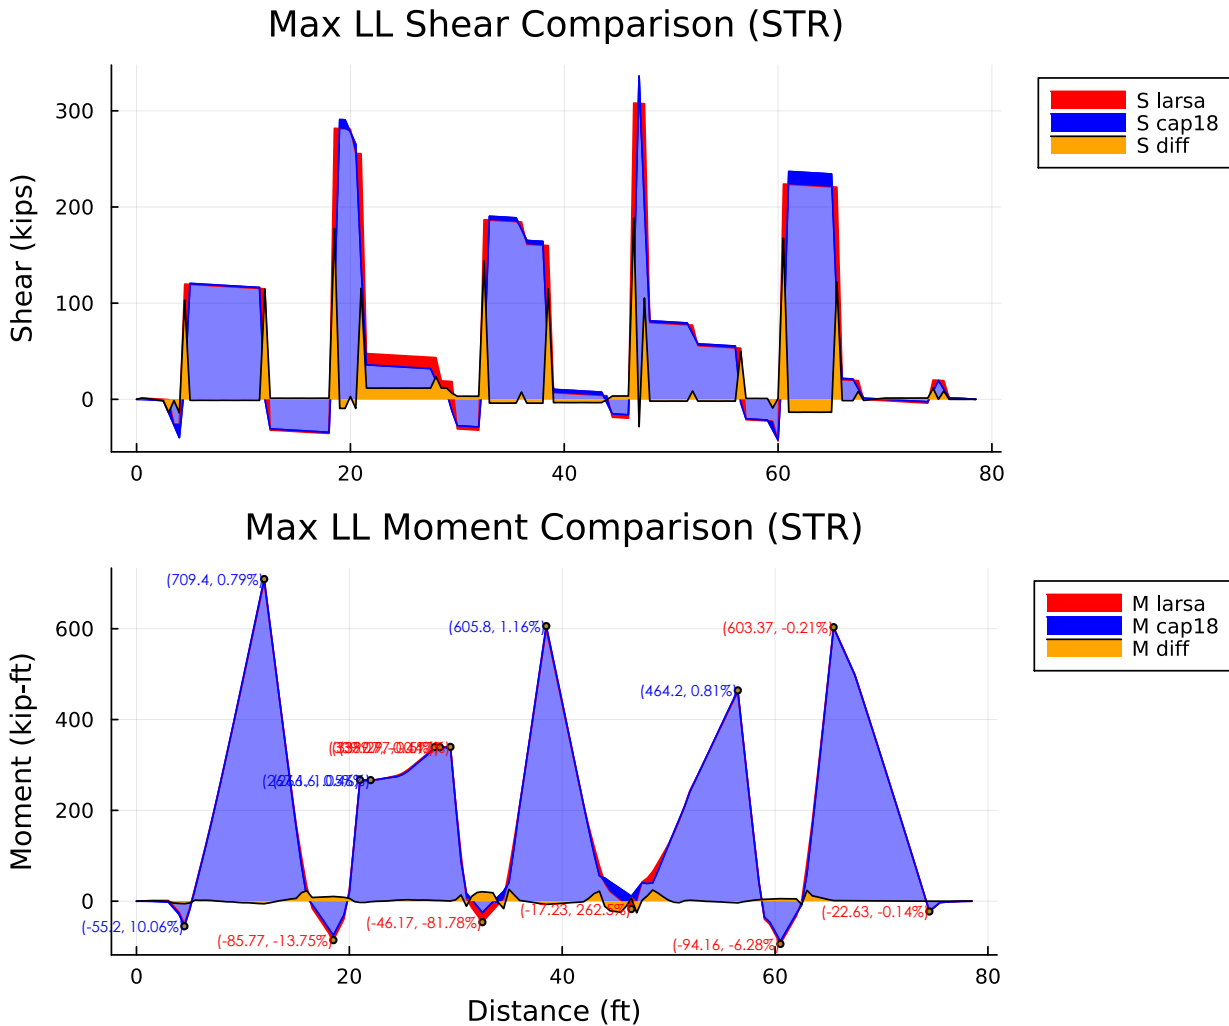 Max LL Shear Comparison (STR)
Shear (kips)
300
200
100
0
0 20 40 60 80
S larsa
S cap18
S diff
Max LL Moment Comparison (STR)
Moment (kip-ft)
600
400
200
0
0 20 40 60 80
Distance (ft)
M larsa
M cap18
M diff
(709.4, 0.79%)
(605.8, 1.16%)
(603.37, -0.21%)
(464.2, 0.81%)
(-17.23, 262.5%)
(-22.63, -0.14%)
(-46.17, -81.78%)
(-55.2, 10.06%)
(-85.77, -13.75%)
(-94.16, -6.28%)